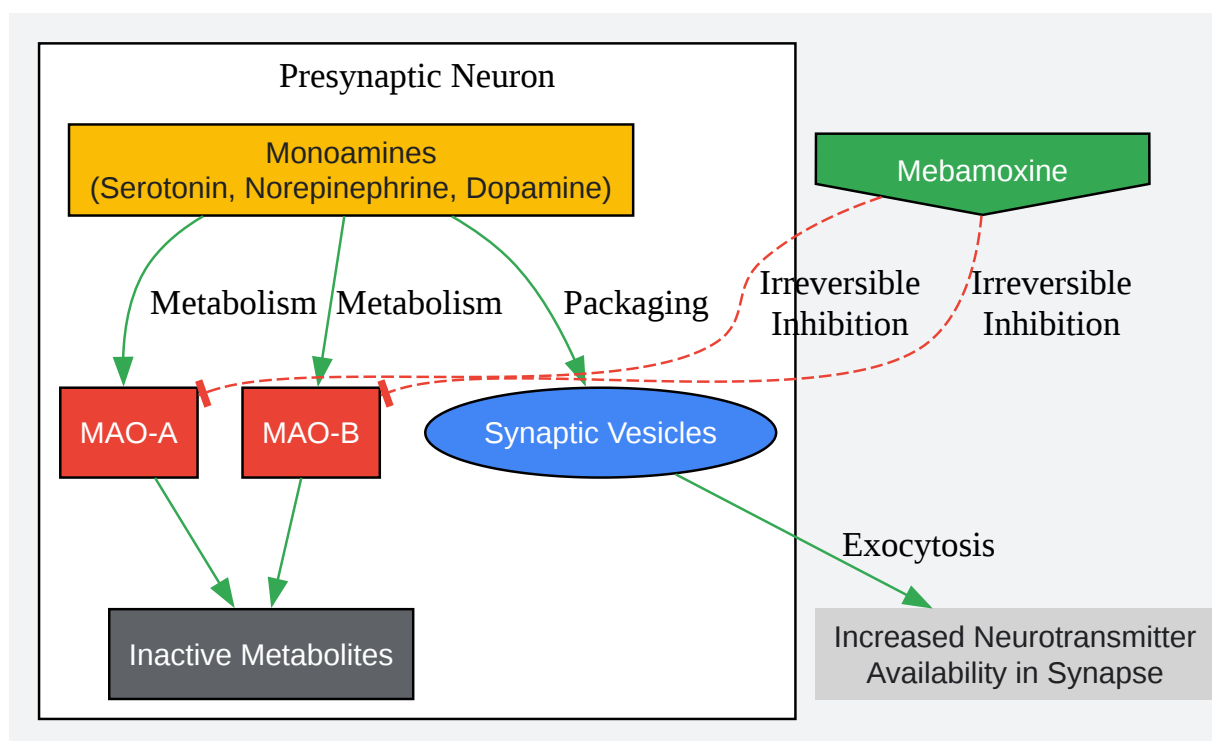 Presynaptic Neuron
Monoamines
(Serotonin, Norepinephrine, Dopamine)
Mebamoxine
Metabolism
Metabolism
Packaging
Irreversible
Inhibition
Irreversible
Inhibition
MAO-A
MAO-B
Synaptic Vesicles
Exocytosis
Inactive Metabolites
Increased Neurotransmitter
Availability in Synapse